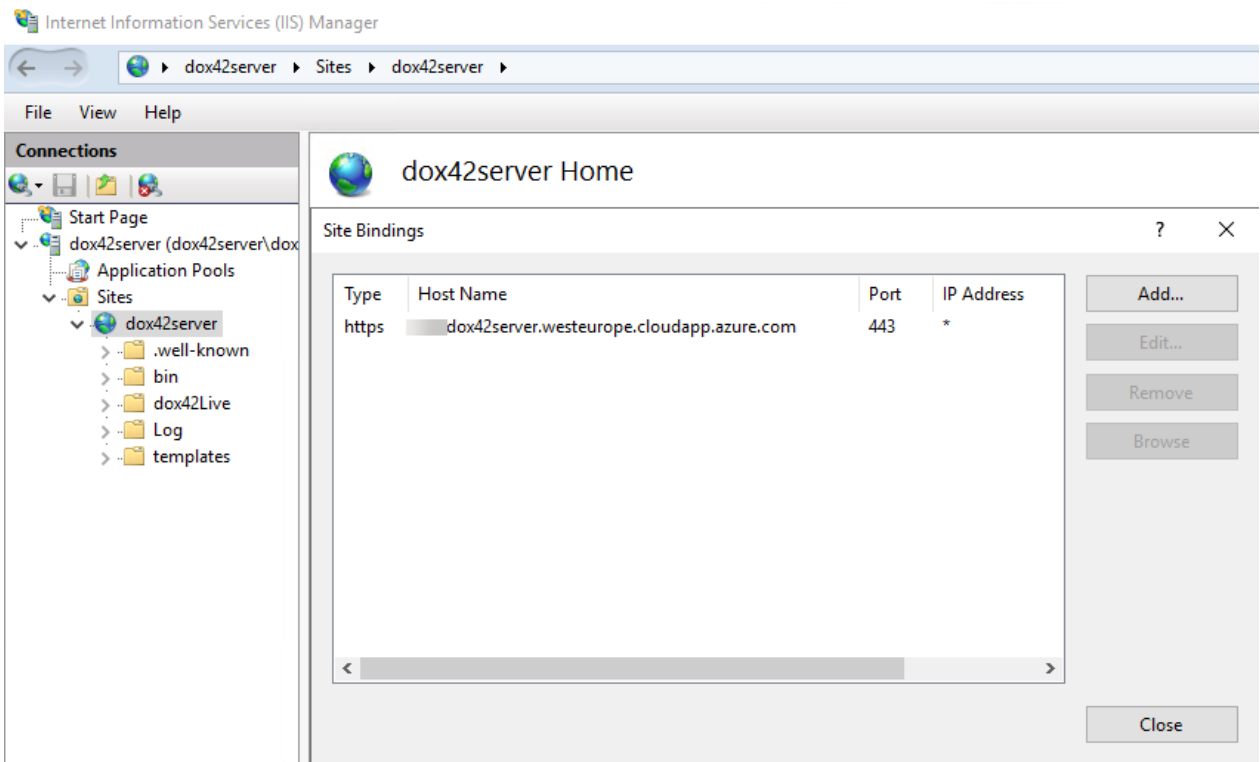 Internet Information Services (IIS) Manager
dox42server Sites dox42server
File View Help
Connections
Start Page
dox42server (dox42server\dox
Application Pools
Sites
dox42server
.well-known
bin
dox42Live
Log
templates
dox42server Home
Site Bindings ?
Type Host Name Port IP Address
https dox42server.westeurope.cloudapp.azure.com 443 *
Add...
Edit...
Remove
Browse
Close